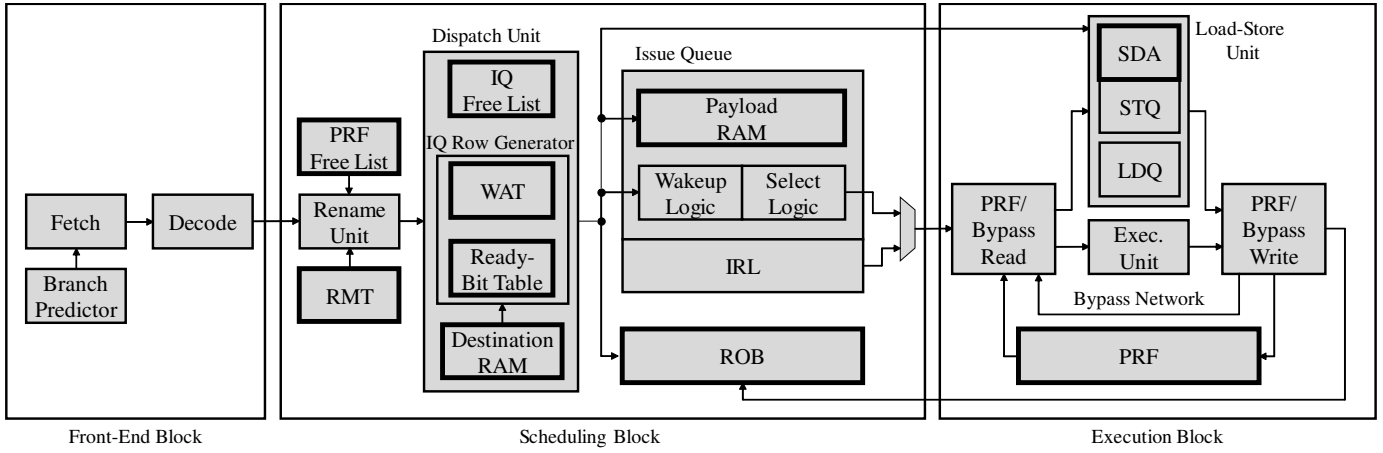 Fetch
Decode
Branch
Predictor
Front-End Block
PRF
Free List
Rename
Unit
RMT
Dispatch Unit
IQ
Free List
IQ Row Generator
WAT
Ready-
Bit Table
Destination
RAM
Issue Queue
Payload
RAM
Wakeup
Logic
Select
Logic
IRL
ROB
Scheduling Block
Load-Store
Unit
SDA
STQ
LDQ
PRF/
Bypass
Read
Exec.
Unit
PRF/
Bypass
Write
Bypass Network
PRF
Execution Block